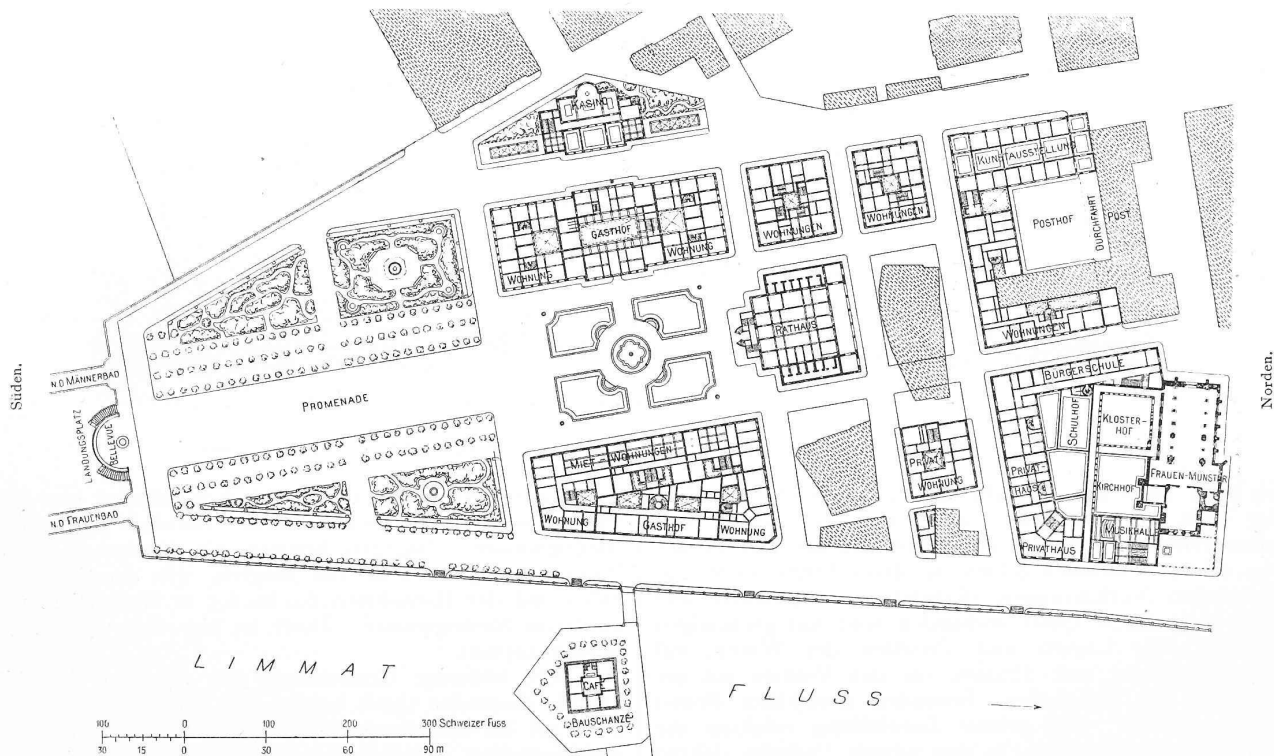 KASINO
KUNSTAUSSTELLUNG
POSTHOF
DURCHFAHRT
POST
WOHNUNGEN
WOHNUNGEN
GASTHOF
WOHNUNG
WOHNUNG
WOHNUNGEN
RATHAUS
BÜRGERSCHULE
SCHULHOF
KLOSTER-
HOF
PRIVAT-
HAUS
KIRCHHOF
FRAUEN-MÜNSTER
MUSIKHALLE
PRIVATHAUS
PRIVAT
WOHNUNG
MIET-WOHNUNGEN
WOHNUNG
GASTHOF
WOHNUNG
Süden.
Norden.
ND MÄNNERBAD
LANDUNGSPLATZ
BELLEVUE
ND FRAUENBAD
PROMENADE
LIMMAT
FLUSS
CAFÉ
BAUSCHANZE
100 0 100 200 300 Schweizer Fuss
30 15 0 30 60 90 m